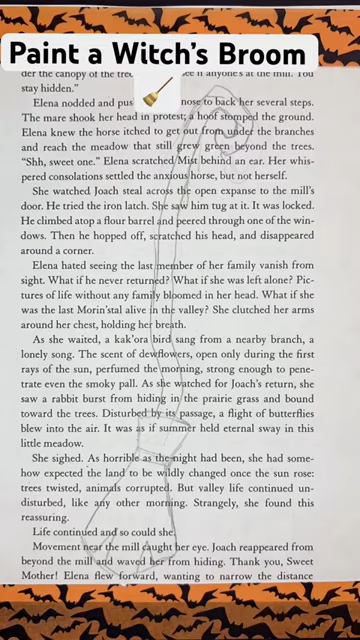 Paint a Witch's Broom
der the canopy of the tree see if anyone's at the mill. You
stay hidden."
Elena nodded and pus nose to back her several steps.
The mare shook her head in protest; a hoof stomped the ground.
Elena knew the horse itched to get out from under the branches
and reach the meadow that still grew green beyond the trees.
"Shh, sweet one." Elena scratched Mist behind an ear. Her whis-
pered consolations settled the anxious horse, but not herself.
She watched Joach steal across the open expanse to the mill's
door. He tried the iron latch. She saw him tug at it. It was locked.
He climbed atop a flour barrel and peered through one of the win-
dows. Then he hopped off, scratched his head, and disappeared
around a corner.
Elena hated seeing the last member of her family vanish from
sight. What if he never returned? What if she was left alone? Pic-
tures of life without any family bloomed in her head. What if she
was the last Morin'stal alive in the valley? She clutched her arms
around her chest, holding her breath.
As she waited, a kak'ora bird sang from a nearby branch, a
lonely song. The scent of dewflowers, open only during the first
rays of the sun, perfumed the morning, strong enough to pene-
trate even the smoky pall. As she watched for Joach's return, she
saw a rabbit burst from hiding in the prairie grass and bound
toward the trees. Disturbed by its passage, a flight of butterflies
blew into the air. It was as if summer held eternal sway in this
little meadow.
She sighed. As horrible as the night had been, she had some-
how expected the land to be wildly changed once the sun rose:
trees twisted, animals corrupted. But valley life continued un-
disturbed, like any other morning. Strangely, she found this
reassuring.
Life continued and so could she.
Movement near the mill caught her eye. Joach reappeared from
beyond the mill and waved her from hiding. Thank you, Sweet
Mother! Elena flew forward, wanting to narrow the distance